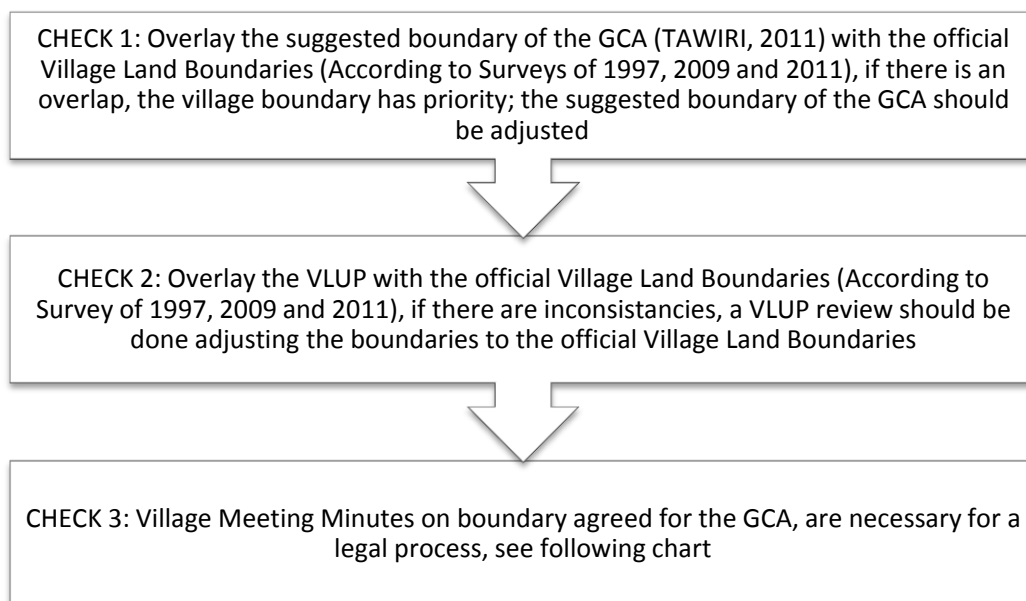 CHECK 1: Overlay the suggested boundary of the GCA (TAWIRI, 2011) with the official
Village Land Boundaries (According to Surveys of 1997, 2009 and 2011), if there is an
overlap, the village boundary has priority; the suggested boundary of the GCA should
be adjusted
CHECK 2: Overlay the VLUP with the official Village Land Boundaries (According to
Survey of 1997, 2009 and 2011), if there are inconsistancies, a VLUP review should be
done adjusting the boundaries to the official Village Land Boundaries
CHECK 3: Village Meeting Minutes on boundary agreed for the GCA, are necessary for a
legal process, see following chart